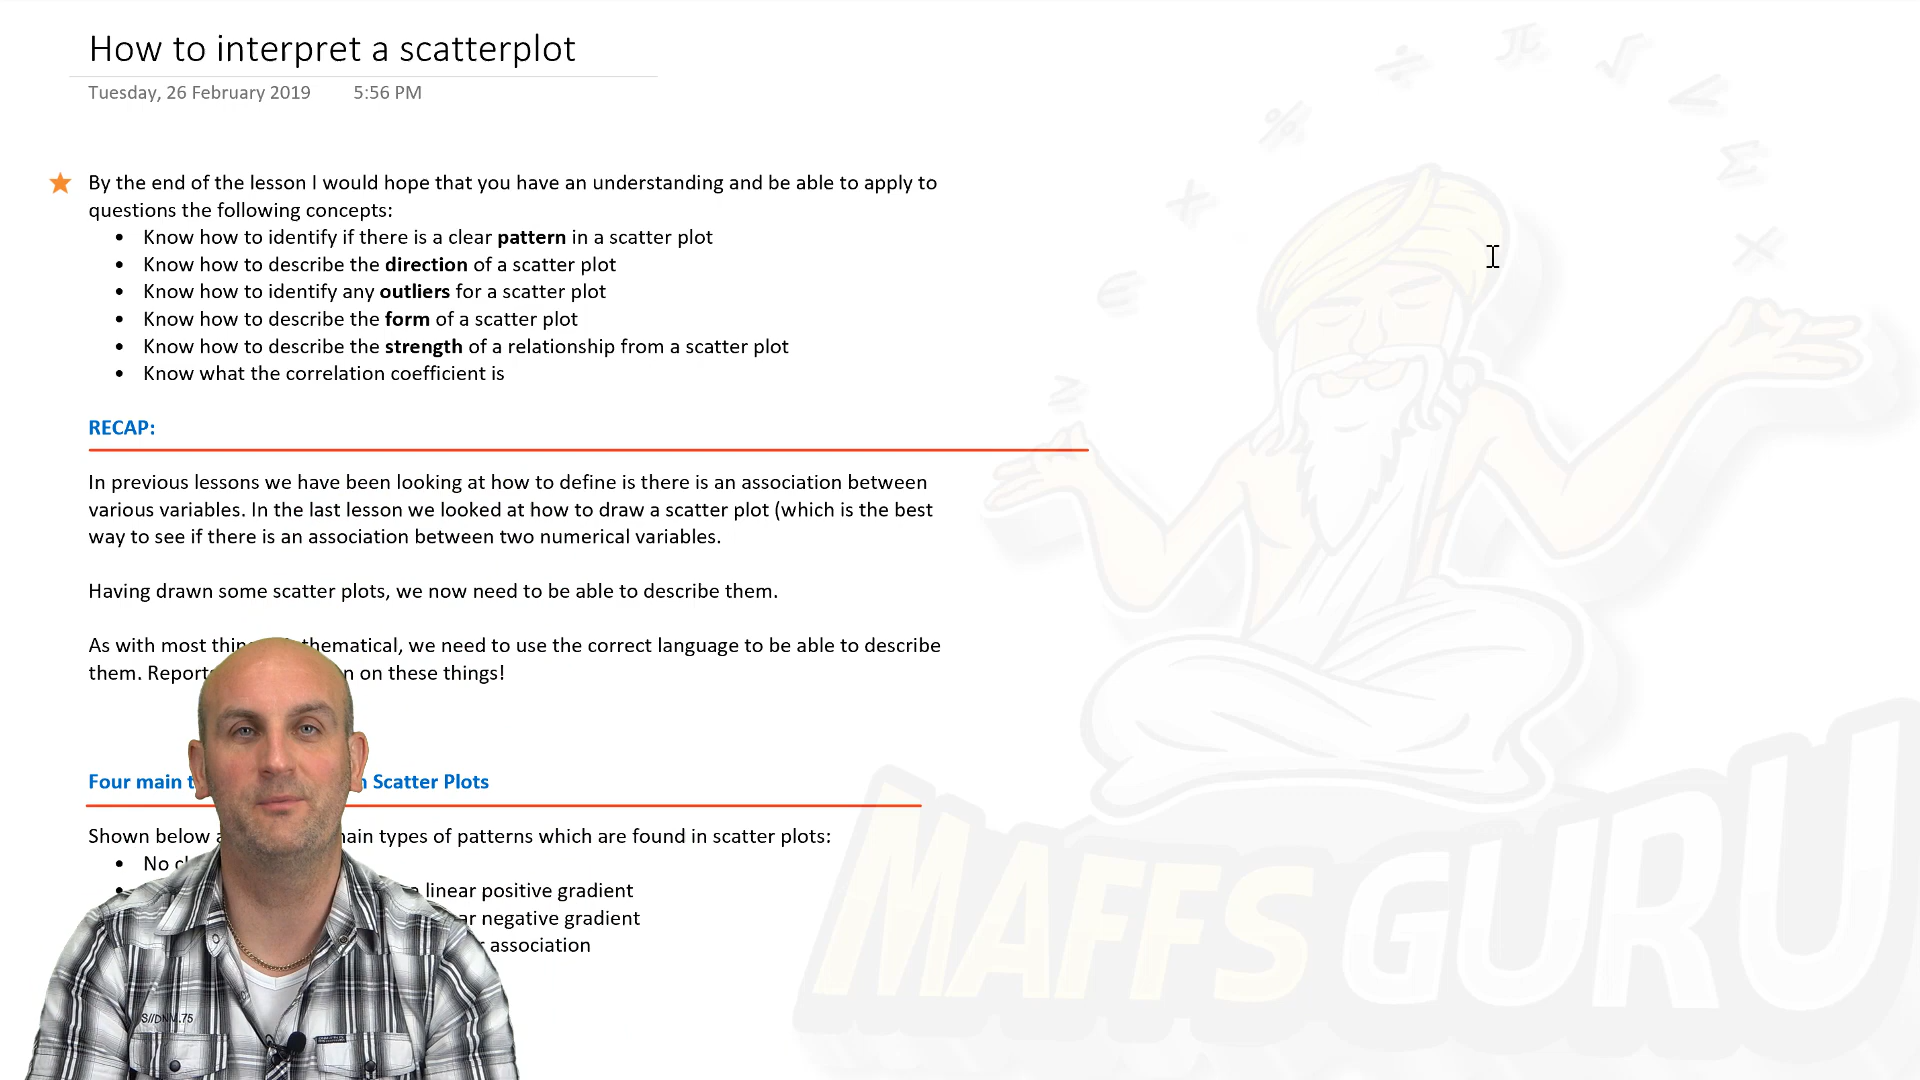 How to interpret a scatterplot
Tuesday, 26 February 2019 5:56 PM
By the end of the lesson I would hope that you have an understanding and be able to apply to
questions the following concepts:
• Know how to identify if there is a clear pattern in a scatter plot
• Know how to describe the direction of a scatter plot
• Know how to identify any outliers for a scatter plot
• Know how to describe the form of a scatter plot
• Know how to describe the strength of a relationship from a scatter plot
• Know what the correlation coefficient is
RECAP:
In previous lessons we have been looking at how to define is there is an association between
various variables. In the last lesson we looked at how to draw a scatter plot (which is the best
way to see if there is an association between two numerical variables.
Having drawn some scatter plots, we now need to be able to describe them.
As with most we need to use the correct language to be able to describe
them. on these things!
Four main Scatter Plots
Shown below types of patterns which are found in scatter plots:
• No
• linear positive gradient
negative gradient
association
S//DNV.75
% ÷ π √ < Σ × + €
MAFFS GURU